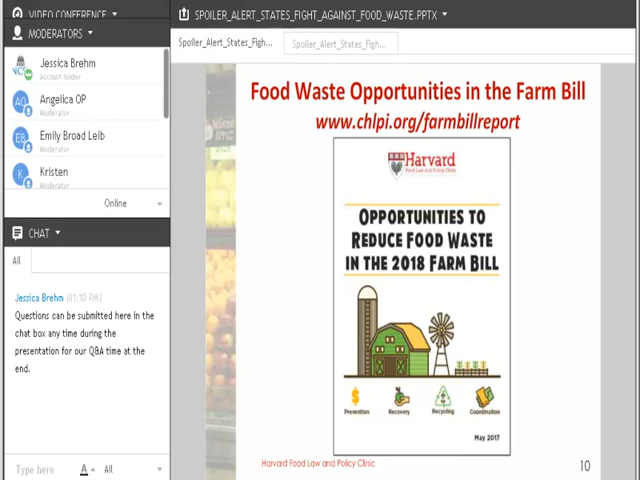 VIDEO CONFERENCE
MODERATORS
Jessica Brehm
Account holder
AO
Angelica OP
Moderator
EB
Emily Broad Leib
Moderator
K
Kristen
Moderator
Online
CHAT
All
Jessica Brehm (01:10 PM)
Questions can be submitted here in the
chat box any time during the
presentation for our Q&A time at the
end.
Type here
A
All
SPOILER_ALERT_STATES_FIGHT_AGAINST_FOOD_WASTE.PPTX
Spoiler_Alert_States_Figh...
Spoiler_Alert_States_Figh...
Food Waste Opportunities in the Farm Bill
www.chlpi.org/farmbillreport
Harvard
Food Law and Policy Clinic
OPPORTUNITIES TO
REDUCE FOOD WASTE
IN THE 2018 FARM BILL
Prevention
Recovery
Recycling
Coordination
May 2017
Harvard Food Law and Policy Clinic
10